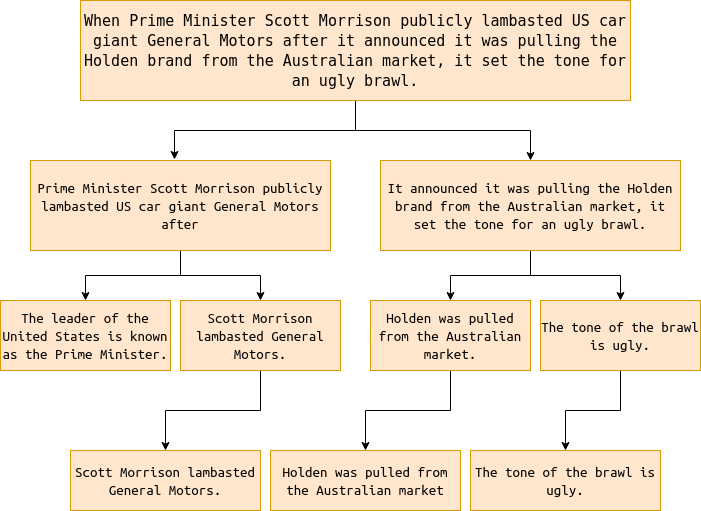 When Prime Minister Scott Morrison publicly lambasted US car
giant General Motors after it announced it was pulling the
Holden brand from the Australian market, it set the tone for
an ugly brawl.
Prime Minister Scott Morrison publicly
lambasted US car giant General Motors
after
It announced it was pulling the Holden
brand from the Australian market, it
set the tone for an ugly brawl.
The leader of the
United States is known
as the Prime Minister.
Scott Morrison
lambasted General
Motors.
Holden was pulled
from the Australian
market.
The tone of the brawl
is ugly.
Scott Morrison lambasted
General Motors.
Holden was pulled from
the Australian market
The tone of the brawl is
ugly.